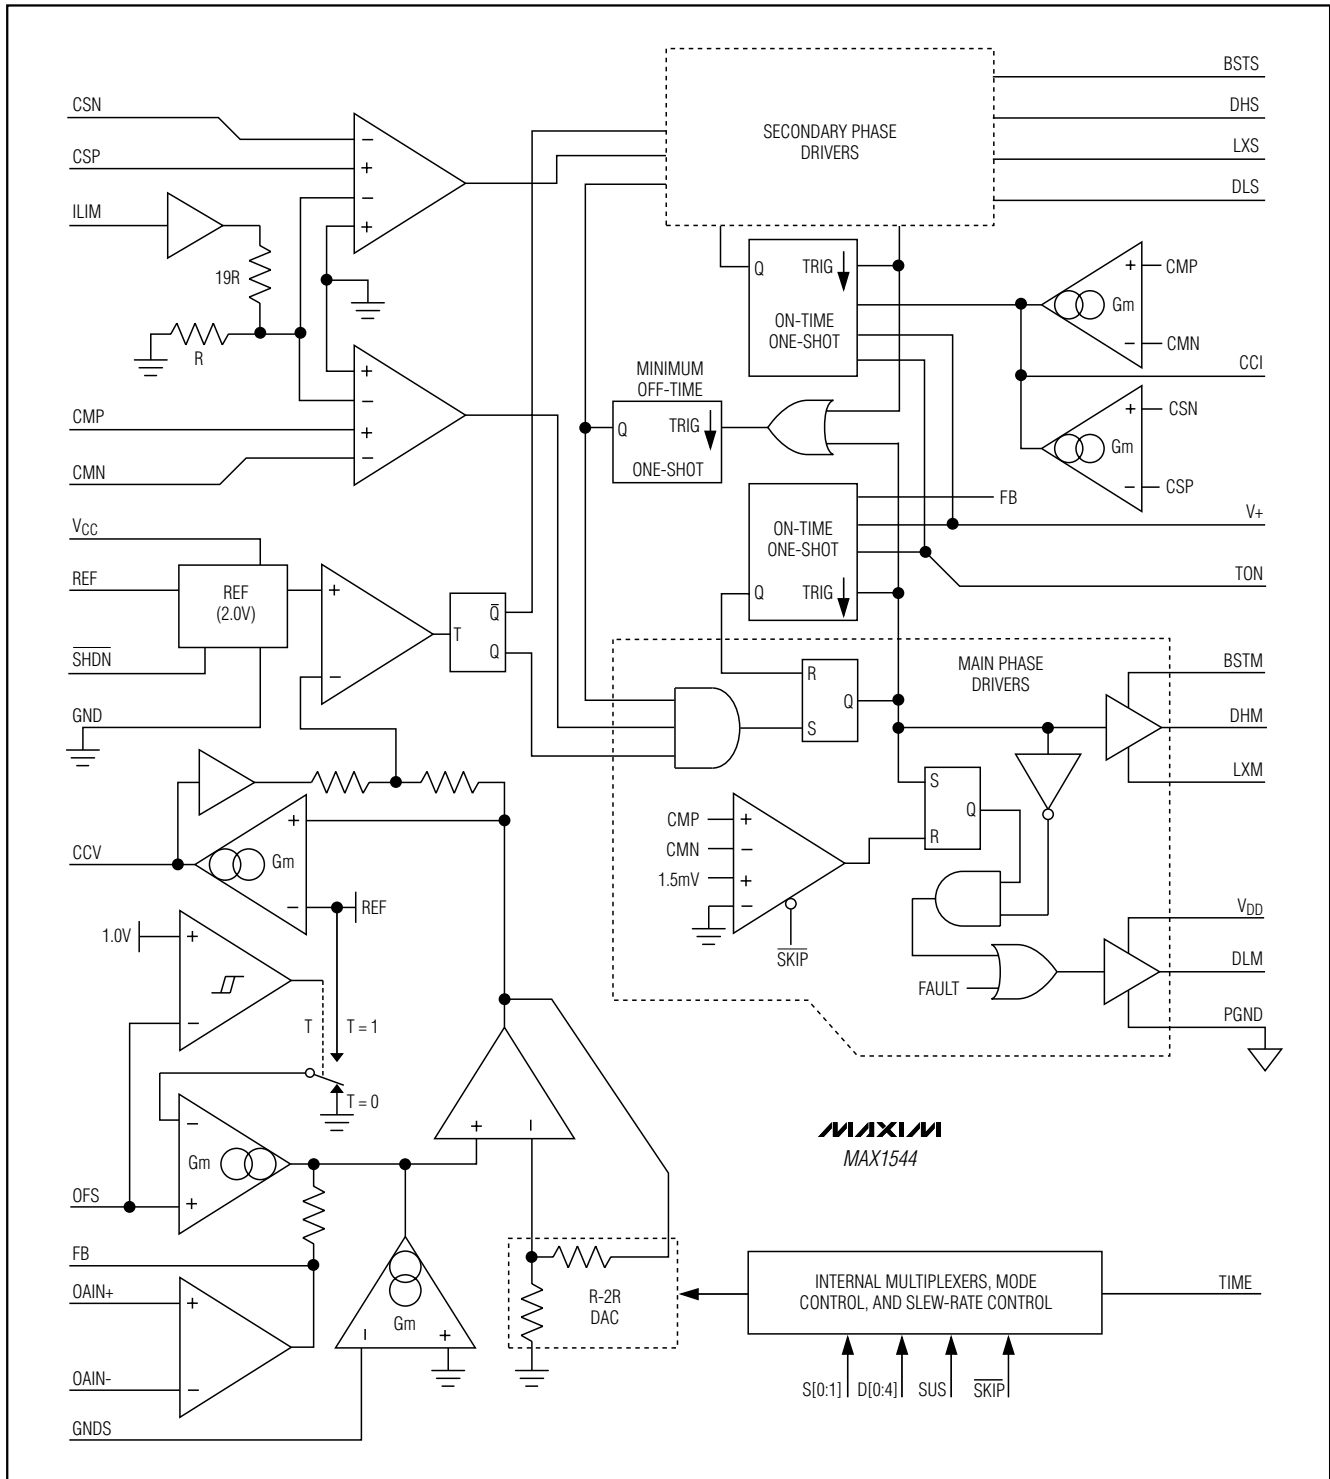 BSTS
DHS
LXS
DLS
SECONDARY PHASE
DRIVERS
CSN
CSP
ILIM
19R
R
CMP
CMN
−
+
−
+
+
−
+
−
Q
TRIG
ON-TIME
ONE-SHOT
+
CMP
Gm
−
CMN
CCI
+
CSN
Gm
−
CSP
MINIMUM
OFF-TIME
Q
TRIG
ONE-SHOT
FB
ON-TIME
ONE-SHOT
Q
TRIG
V+
TON
VCC
REF
REF
(2.0V)
SHDN
GND
+
−
T
Q
Q
MAIN PHASE
DRIVERS
R
Q
S
BSTM
DHM
LXM
S
Q
R
CMP
+
CMN
−
1.5mV
+
−
SKIP
FAULT
VDD
DLM
PGND
CCV
+
Gm
−
REF
1.0V
+
−
T
T = 1
T = 0
−
Gm
+
OFS
FB
OAIN+
+
OAIN-
−
GNDS
−
+
Gm
+
−
R-2R
DAC
INTERNAL MULTIPLEXERS, MODE
CONTROL, AND SLEW-RATE CONTROL
TIME
S[0:1]
D[0:4]
SUS
SKIP
MAXIM
MAX1544